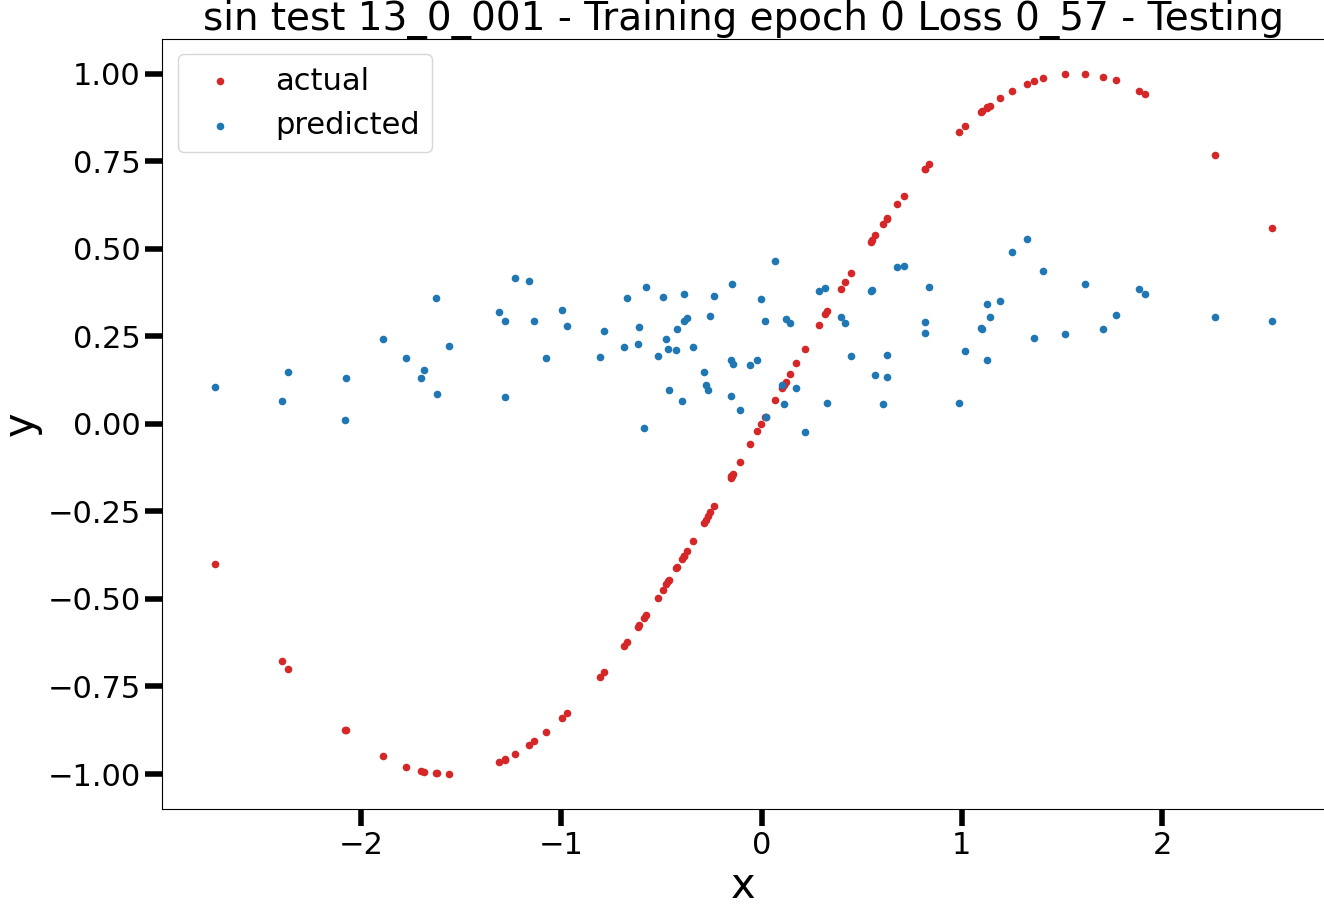 sin test 13_0_001 - Training epoch 0 Loss 0_57 - Testing
actual
predicted
1.00
0.75
0.50
0.25
0.00
−0.25
−0.50
−0.75
−1.00
y
−2 −1 0 1 2
x